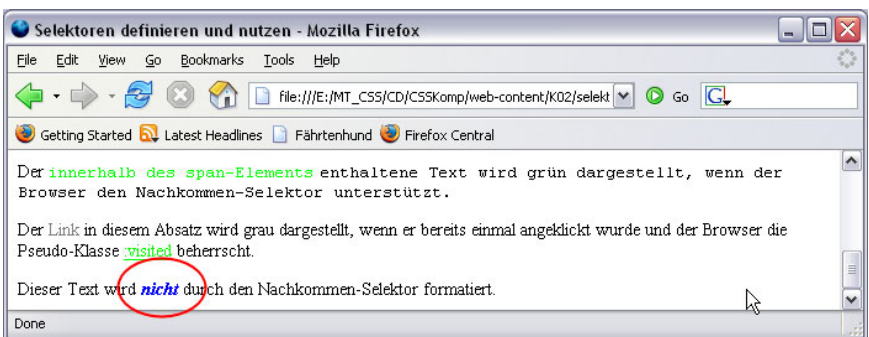 Selektoren definieren und nutzen - Mozilla Firefox
File Edit View Go Bookmarks Tools Help
file:///E:/MT_CSS/CD/CSSKomp/web-content/K02/selekt Go G
Getting Started Latest Headlines Fährtenhund Firefox Central
Der innerhalb des span-Elements enthaltene Text wird grün dargestellt, wenn der
Browser den Nachkommen-Selektor unterstützt.
Der Link in diesem Absatz wird grau dargestellt, wenn er bereits einmal angeklickt wurde und der Browser die
Pseudo-Klasse :visited beherrscht.
Dieser Text wird nicht durch den Nachkommen-Selektor formatiert.
Done